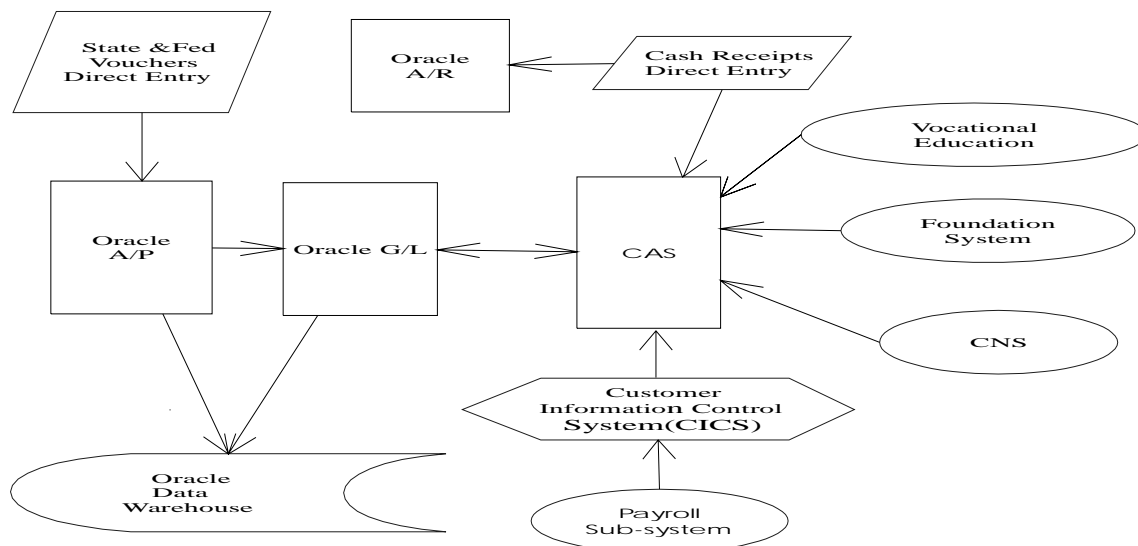 State &Fed
Vouchers
Direct Entry
Oracle
A/R
Cash Receipts
Direct Entry
Vocational
Education
Oracle
A/P
Oracle G/L
CAS
Foundation
System
CNS
Customer
Information Control
System(CICS)
Oracle
Data
Warehouse
Payroll
Sub-system